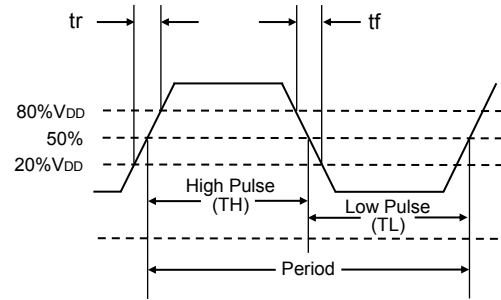 tr
tf
80%VDD
50%
20%VDD
High Pulse
(TH)
Low Pulse
(TL)
Period